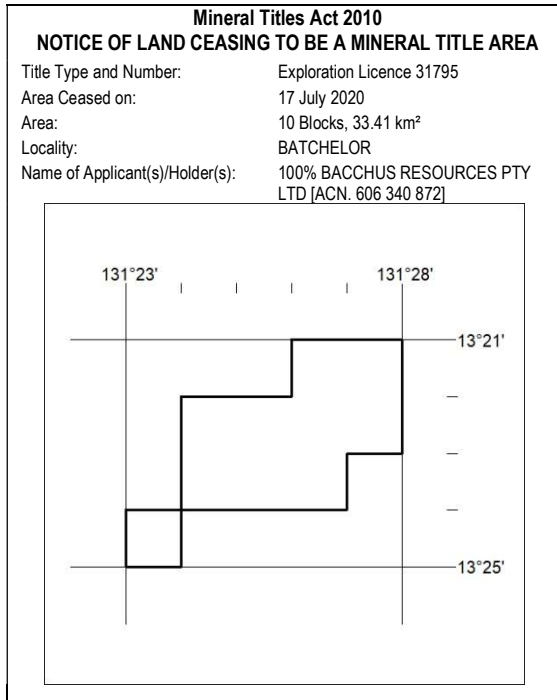 Mineral Titles Act 2010
NOTICE OF LAND CEASING TO BE A MINERAL TITLE AREA
Title Type and Number: Exploration Licence 31795
Area Ceased on: 17 July 2020
Area: 10 Blocks, 33.41 km²
Locality: BATCHELOR
Name of Applicant(s)/Holder(s): 100% BACCHUS RESOURCES PTY
LTD [ACN. 606 340 872]
131°23' 131°28'
13°21'
13°25'